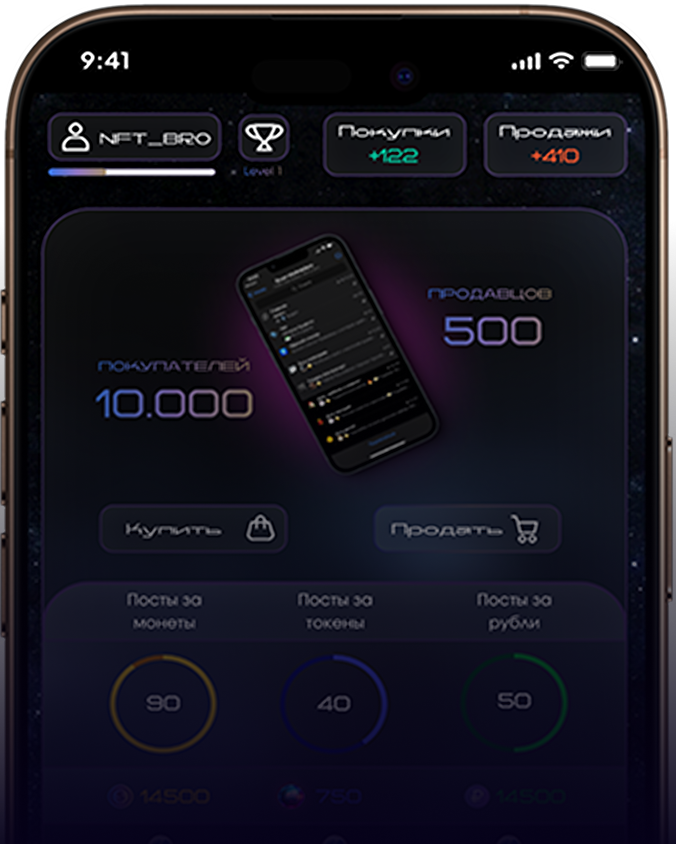 9:41
NFT_BRO
Level 1
Покупки
+122
Продажи
+410
ПРОДАВЦОВ
500
ПОКУПАТЕЛЕЙ
10.000
Купить
Продать
Посты за монеты
Посты за токены
Посты за рубли
90
40
50
14500
750
14500